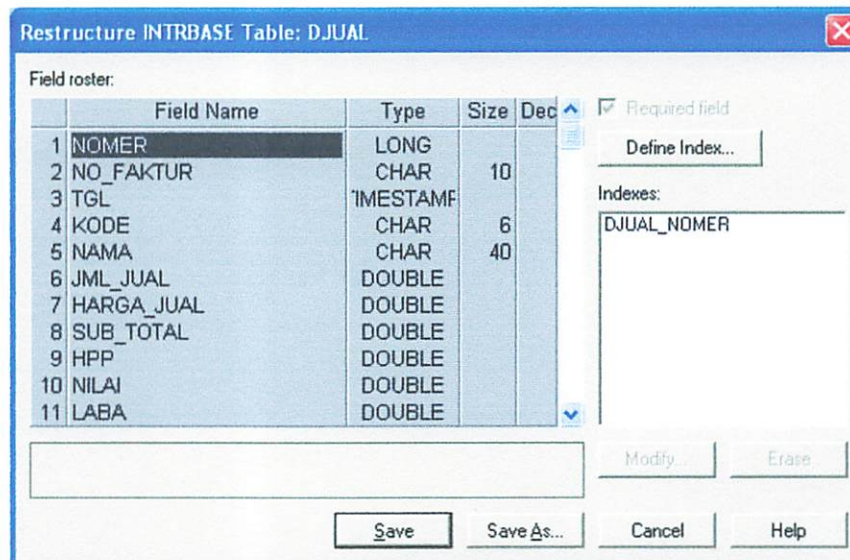 Restructure INTRBASE Table: DJUAL
Field roster:
Field Name Type Size Dec
1 NOMER LONG
2 NO_FAKTUR CHAR 10
3 TGL TIMESTAMP
4 KODE CHAR 6
5 NAMA CHAR 40
6 JML_JUAL DOUBLE
7 HARGA_JUAL DOUBLE
8 SUB_TOTAL DOUBLE
9 HPP DOUBLE
10 NILAI DOUBLE
11 LABA DOUBLE
Required field
Define Index...
Indexes:
DJUAL_NOMER
Modify... Erase
Save Save As... Cancel Help